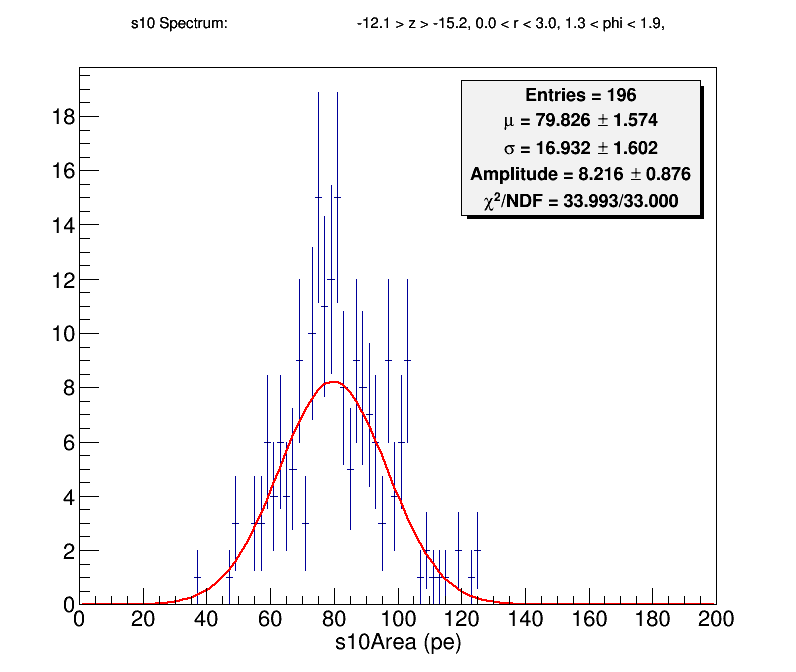 s10 Spectrum: -12.1 > z > -15.2, 0.0 < r < 3.0, 1.3 < phi < 1.9,
Entries = 196
μ = 79.826 ± 1.574
σ = 16.932 ± 1.602
Amplitude = 8.216 ± 0.876
χ²/NDF = 33.993/33.000
18
16
14
12
10
8
6
4
2
0
0 20 40 60 80 100 120 140 160 180 200
s10Area (pe)